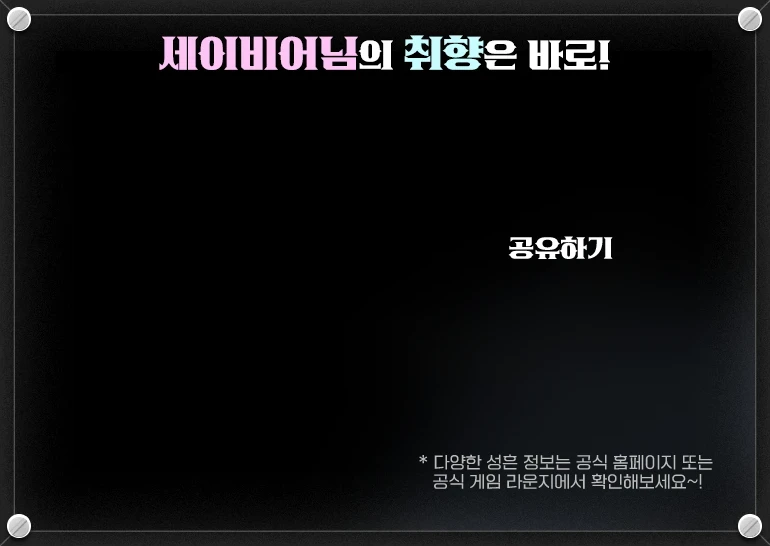 세이비어님의 취향은 바로!
공유하기
* 다양한 성흔 정보는 공식 홈페이지 또는
공식 게임 라운지에서 확인해보세요~!